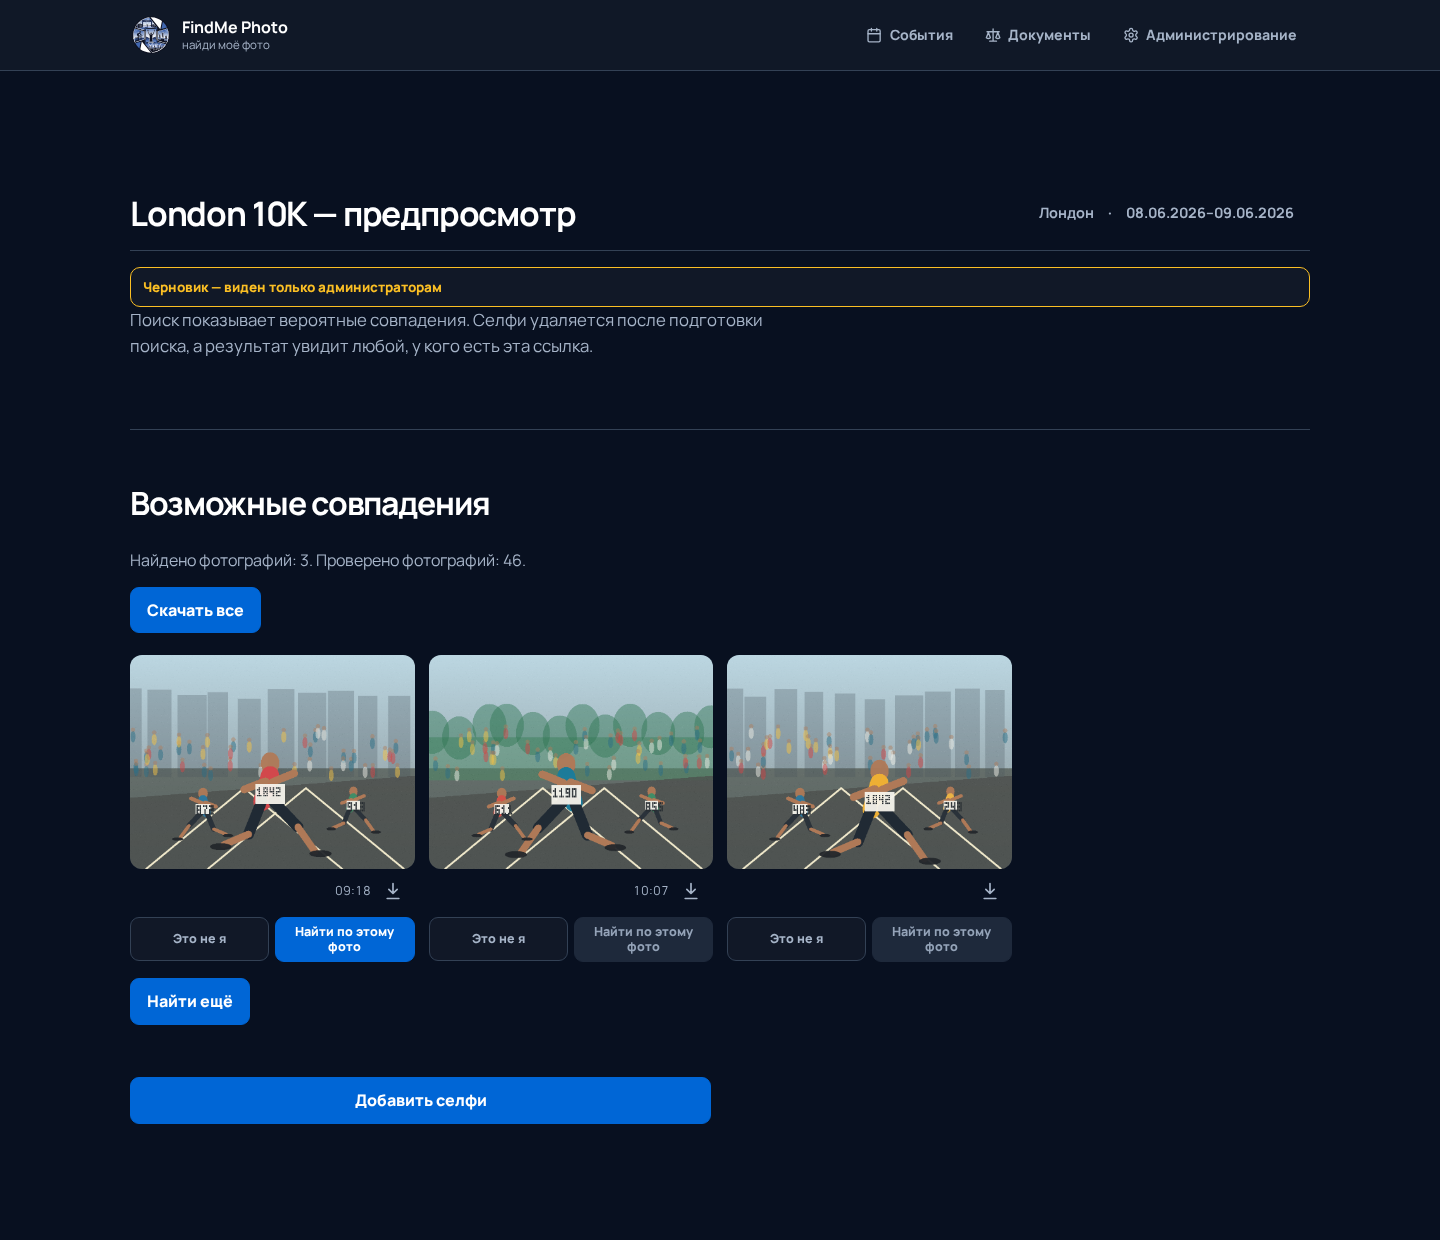 FindMe Photo
найди моё фото
События
Документы
Администрирование
London 10K — предпросмотр
Лондон · 08.06.2026–09.06.2026
Черновик — виден только администраторам
Поиск показывает вероятные совпадения. Селфи удаляется после подготовки
поиска, а результат увидит любой, у кого есть эта ссылка.
Возможные совпадения
Найдено фотографий: 3. Проверено фотографий: 46.
Скачать все
1842
1190
1842
483
09:18
10:07
Это не я
Найти по этому
фото
Это не я
Найти по этому
фото
Это не я
Найти по этому
фото
Найти ещё
Добавить селфи